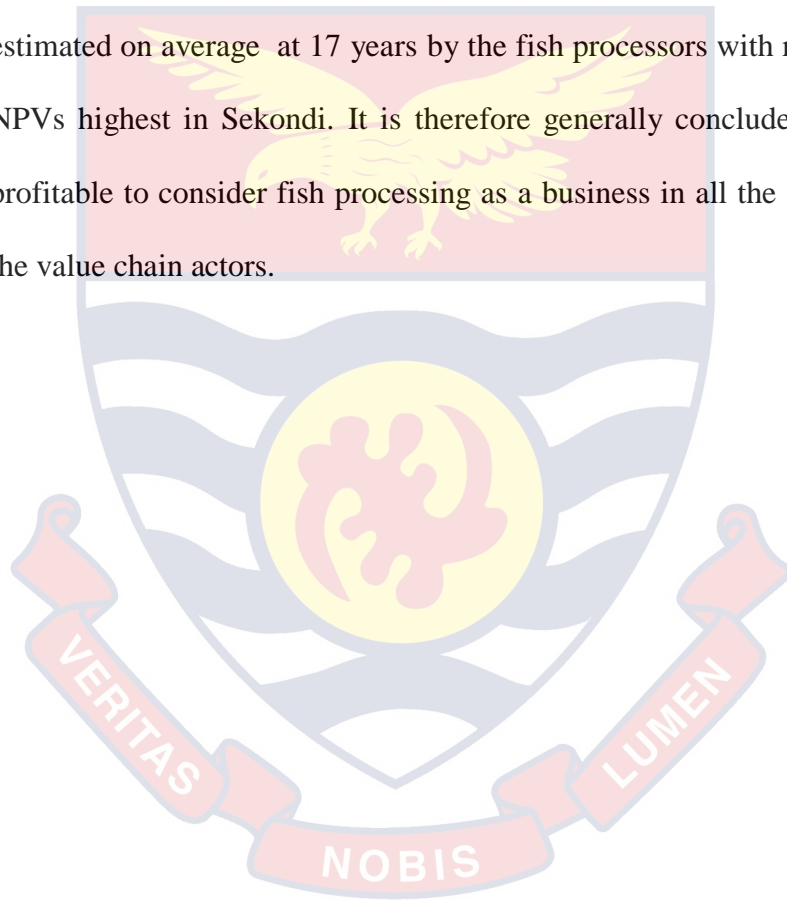 estimated on average at 17 years by the fish processors with
NPVs highest in Sekondi. It is therefore generally conclude
profitable to consider fish processing as a business in all the
the value chain actors.
VERITAS
NOBIS
LUMEN